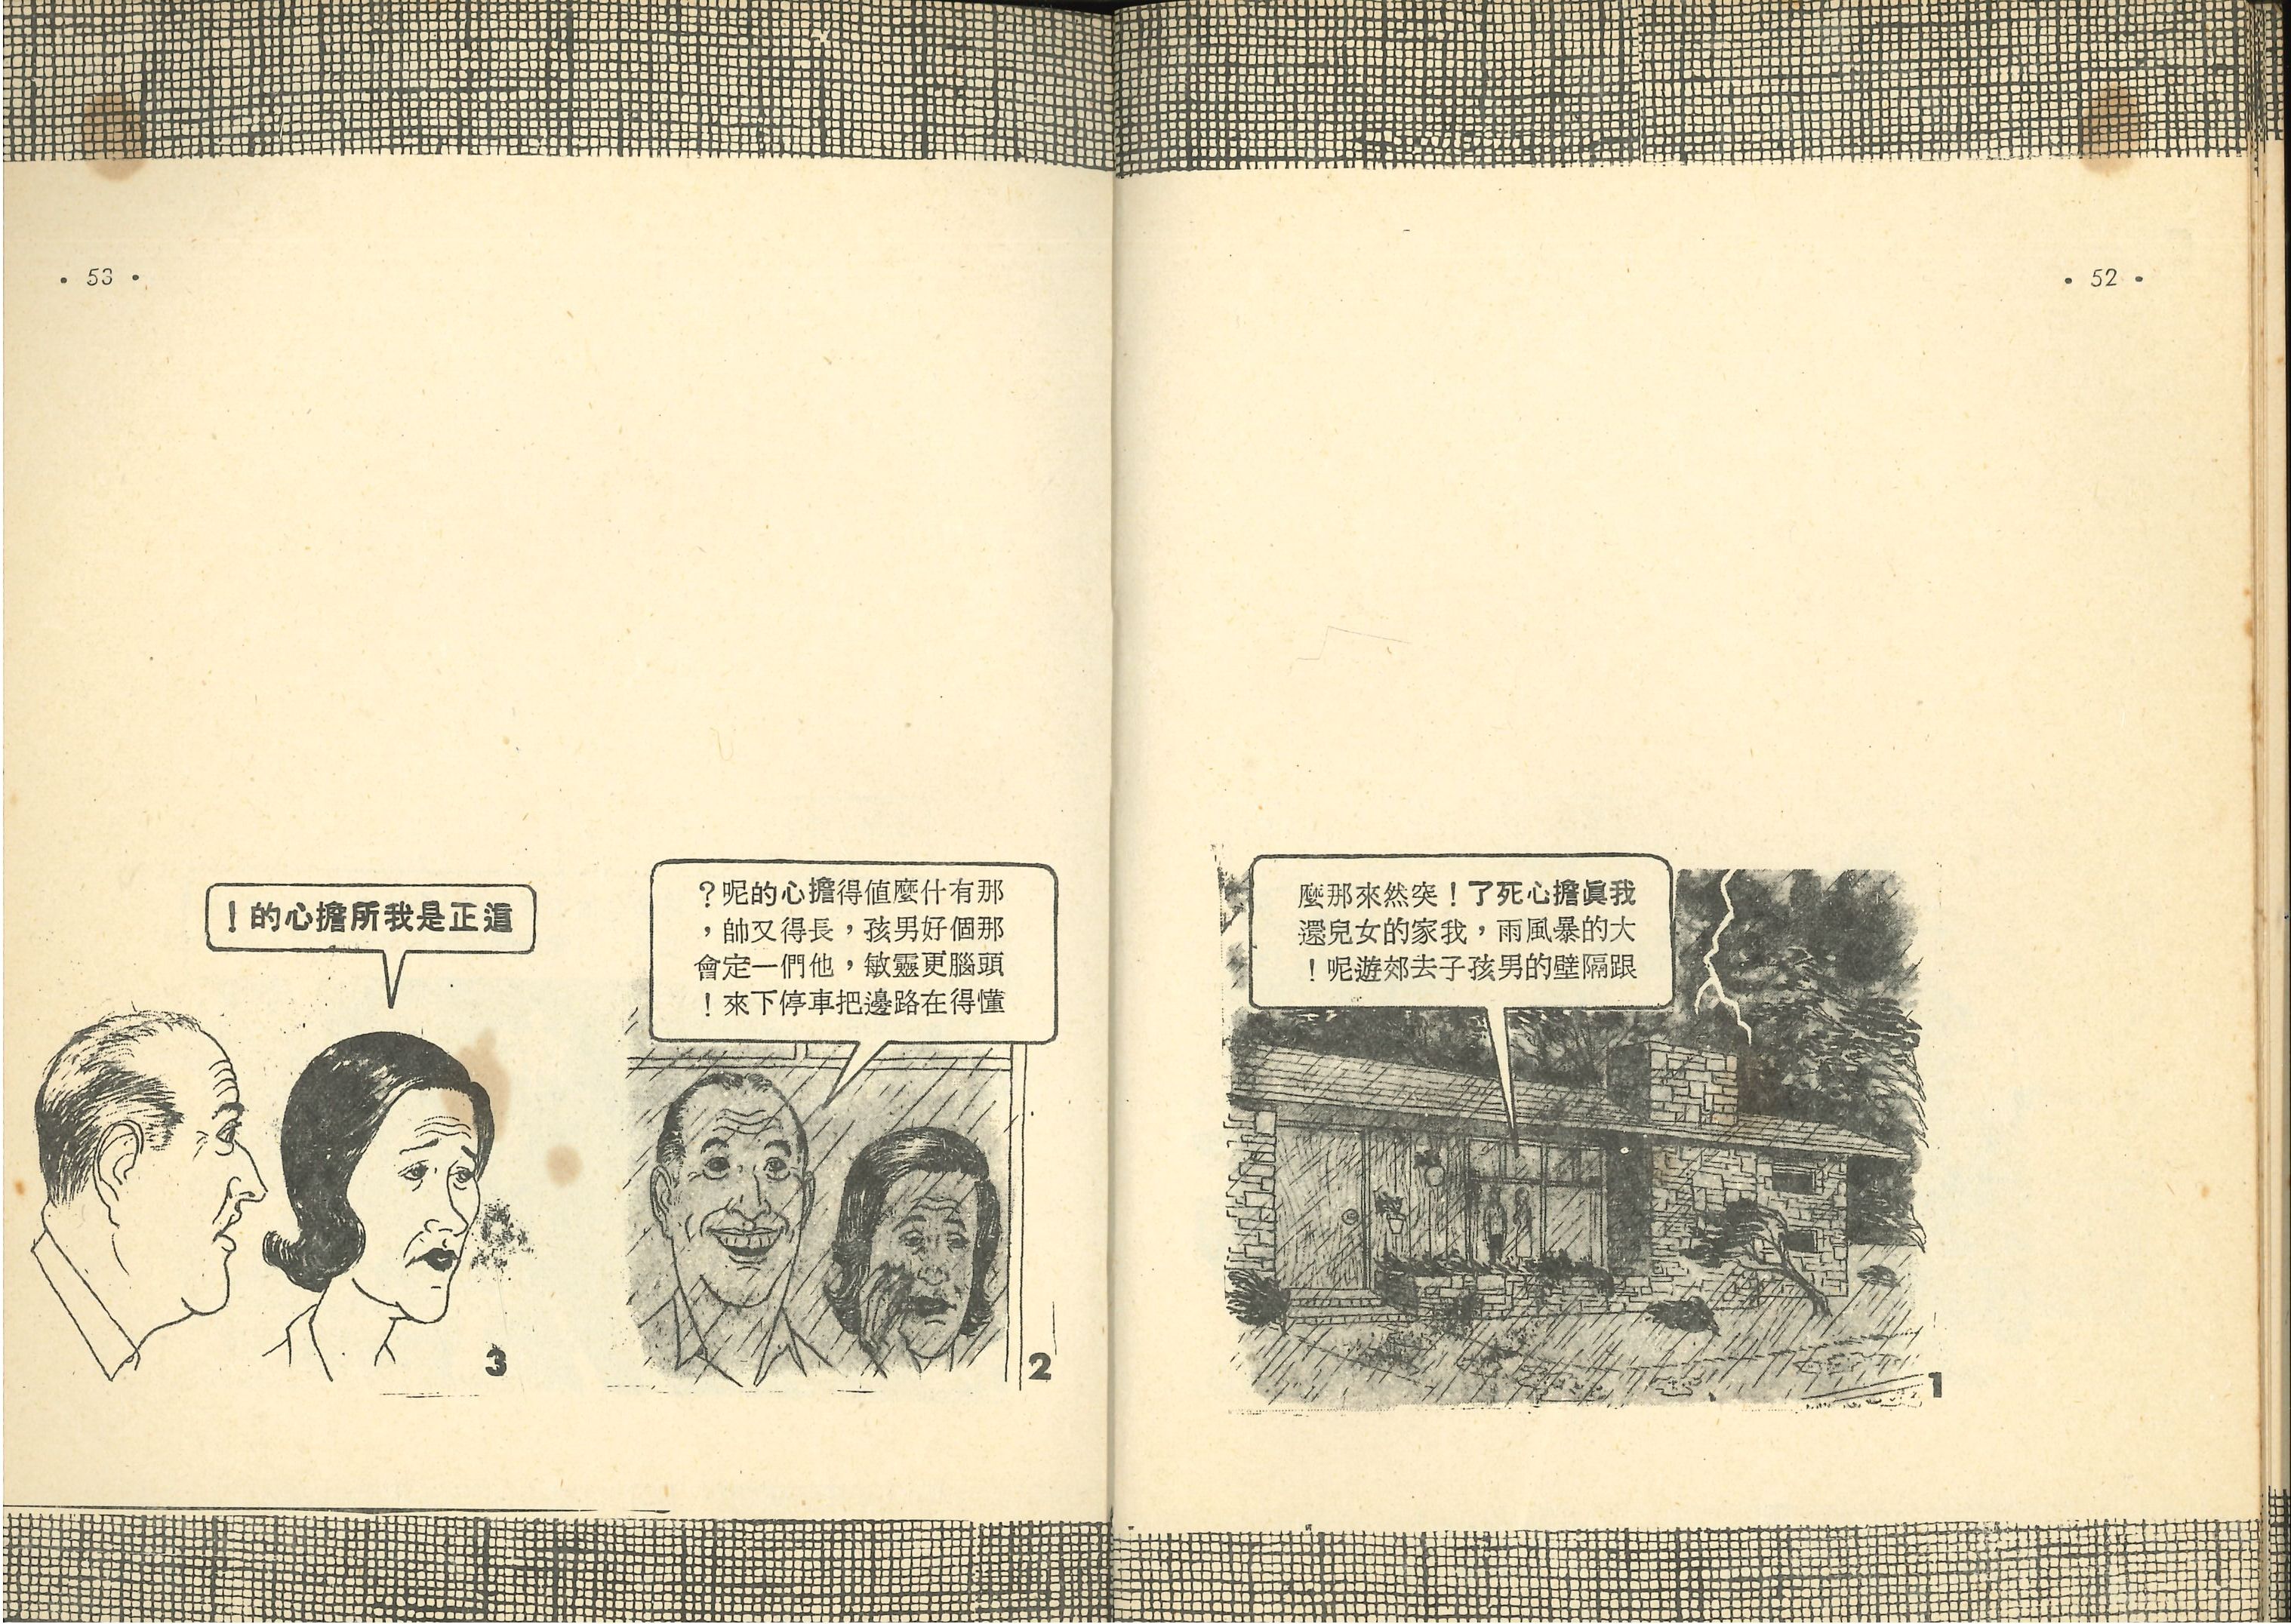 • 52 •
我眞擔心死了！突然來那麼
大的暴風雨，我家的女兒還
跟隔壁的男孩子去郊遊呢！
1
• 53 •
那有什麼值得擔心的呢？
那個好男孩，長得又帥，
頭腦更靈敏，他們一定會
懂得在路邊把車停下來！
2
這正是我所擔心的！
3